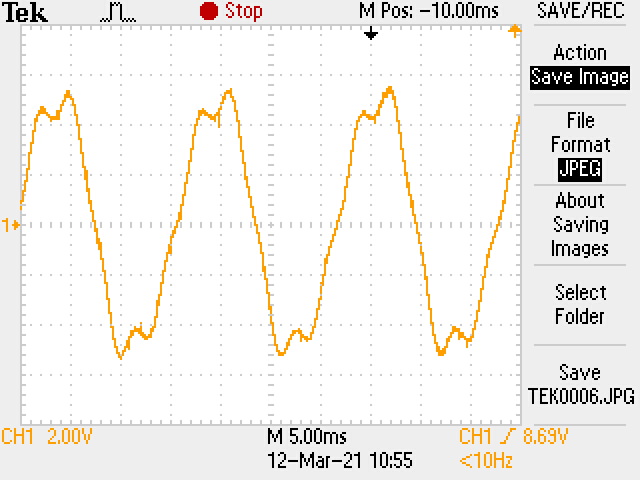 Tek Stop M Pos: -10.00ms SAVE/REC
Action
Save Image
File
Format
JPEG
About
Saving
Images
Select
Folder
Save
TEK0006.JPG
1
CH1 2.00V M 5.00ms CH1 8.69V
12-Mar-21 10:55 <10Hz